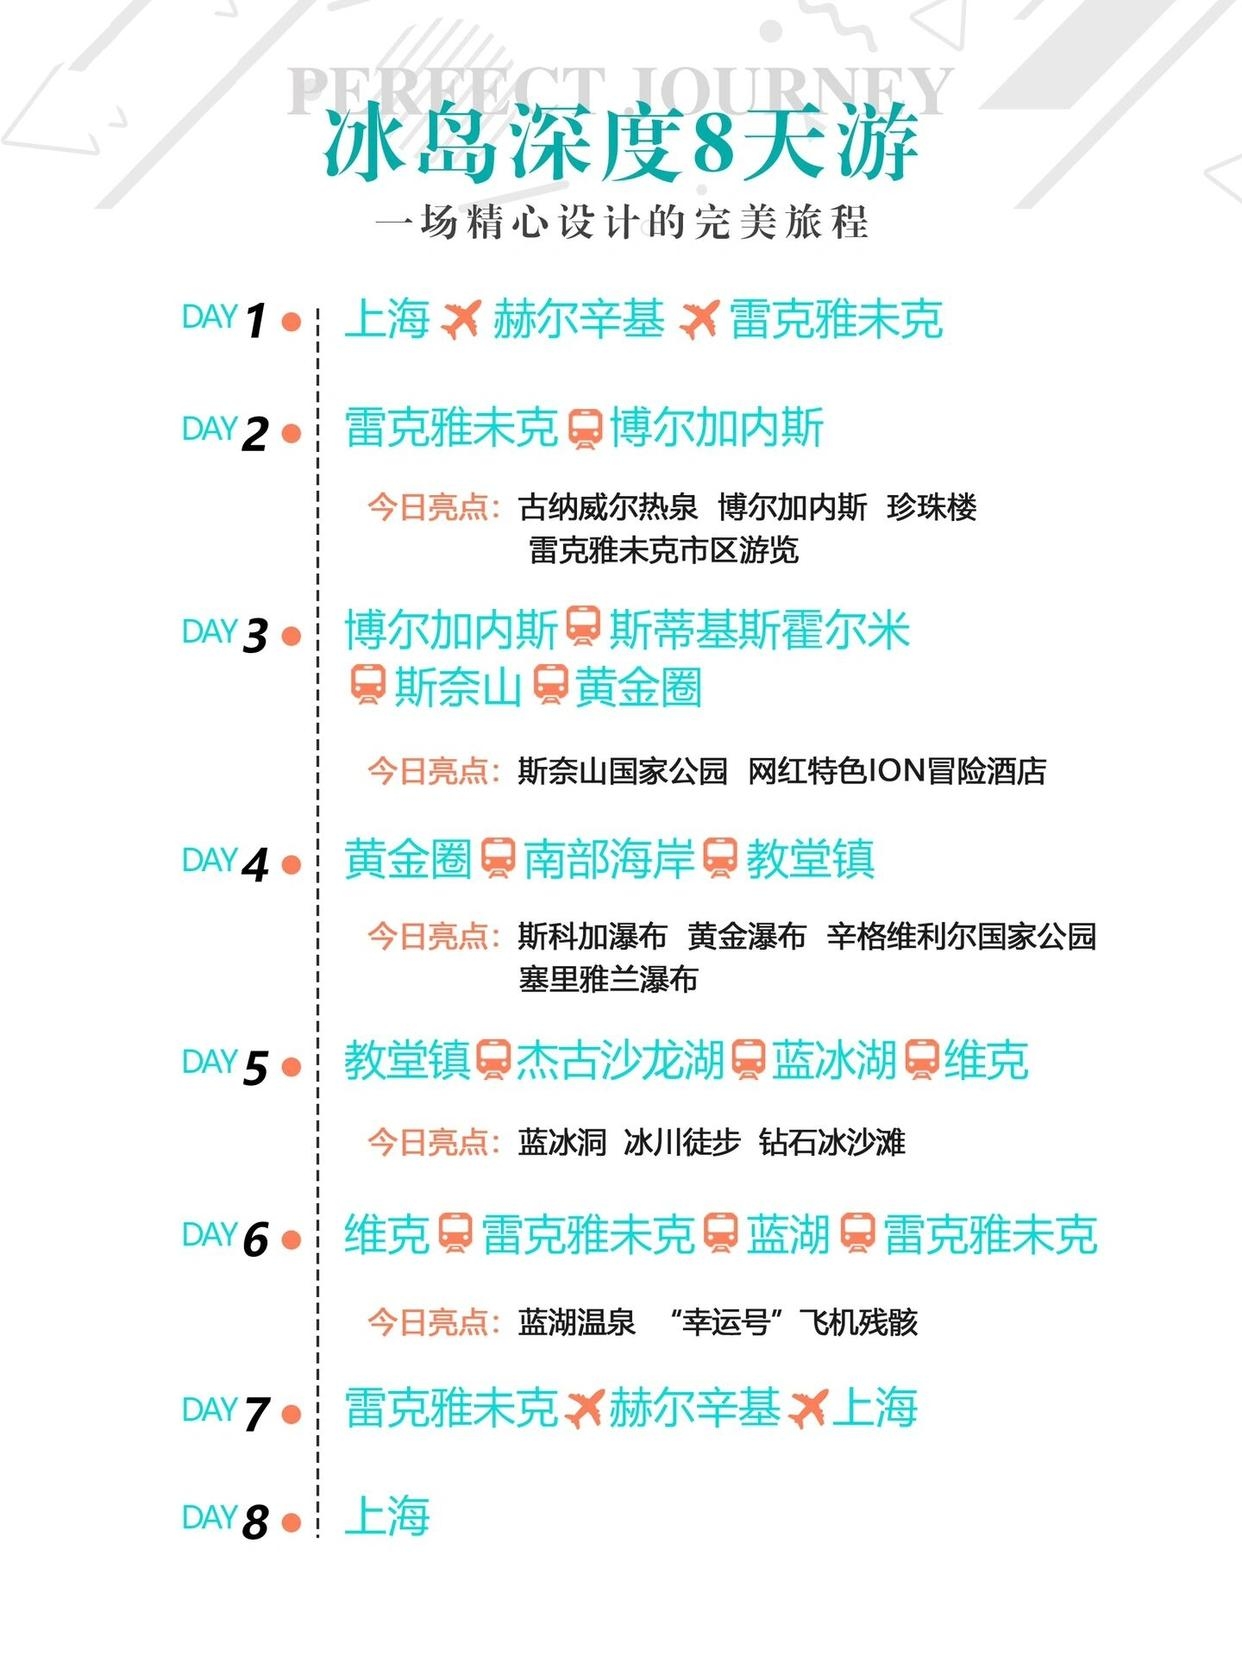 PERFECT JOURNEY
冰岛深度8天游
一场精心设计的完美旅程
DAY 1 上海 赫尔辛基 雷克雅未克
DAY 2 雷克雅未克 博尔加内斯
今日亮点：古纳威尔热泉 博尔加内斯 珍珠楼
雷克雅未克市区游览
DAY 3 博尔加内斯 斯蒂基斯霍尔米
斯奈山 黄金圈
今日亮点：斯奈山国家公园 网红特色ION冒险酒店
DAY 4 黄金圈 南部海岸 教堂镇
今日亮点：斯科加瀑布 黄金瀑布 辛格维利尔国家公园
塞里雅兰瀑布
DAY 5 教堂镇 杰古沙龙湖 蓝冰湖 维克
今日亮点：蓝冰洞 冰川徒步 钻石冰沙滩
DAY 6 维克 雷克雅未克 蓝湖 雷克雅未克
今日亮点：蓝湖温泉 “幸运号”飞机残骸
DAY 7 雷克雅未克 赫尔辛基 上海
DAY 8 上海